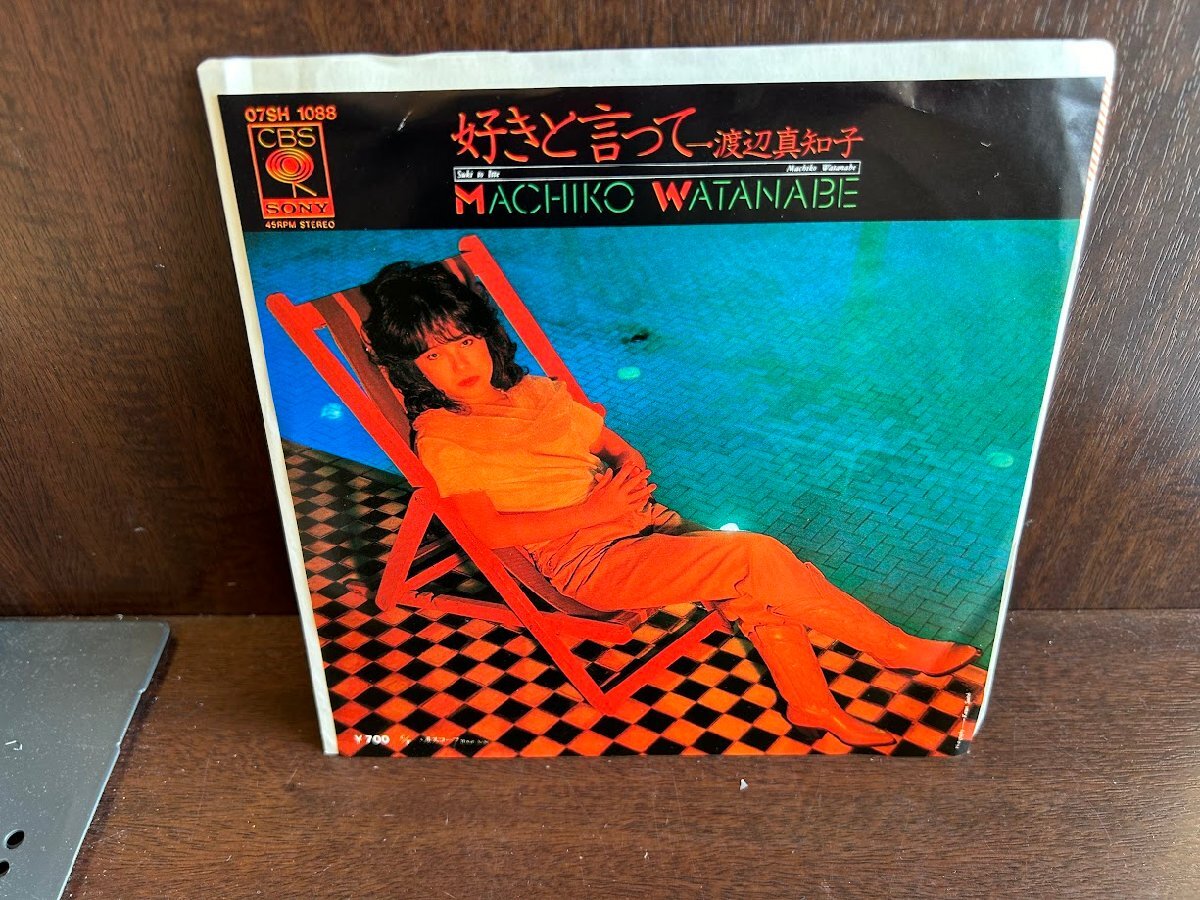 07SH 1088
CBS
SONY
45RPM STEREO
好きと言って—渡辺真知子
Suki to Itte Machiko Watanabe
MACHIKO WATANABE
¥700